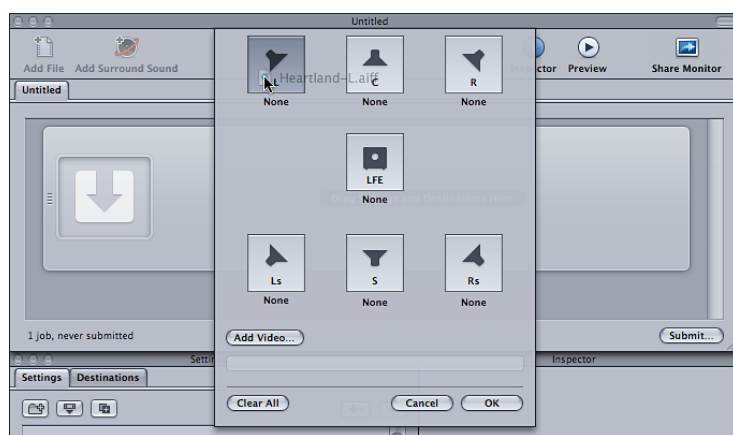 Untitled
Add File
Add Surround Sound
Inspector
Preview
Share Monitor
Untitled
L
Heartland-L.aiff
C
R
None
None
None
LFE
None
Ls
S
Rs
None
None
None
1 job, never submitted
Add Video...
Submit...
Inspector
Settings
Destinations
Clear All
Cancel
OK